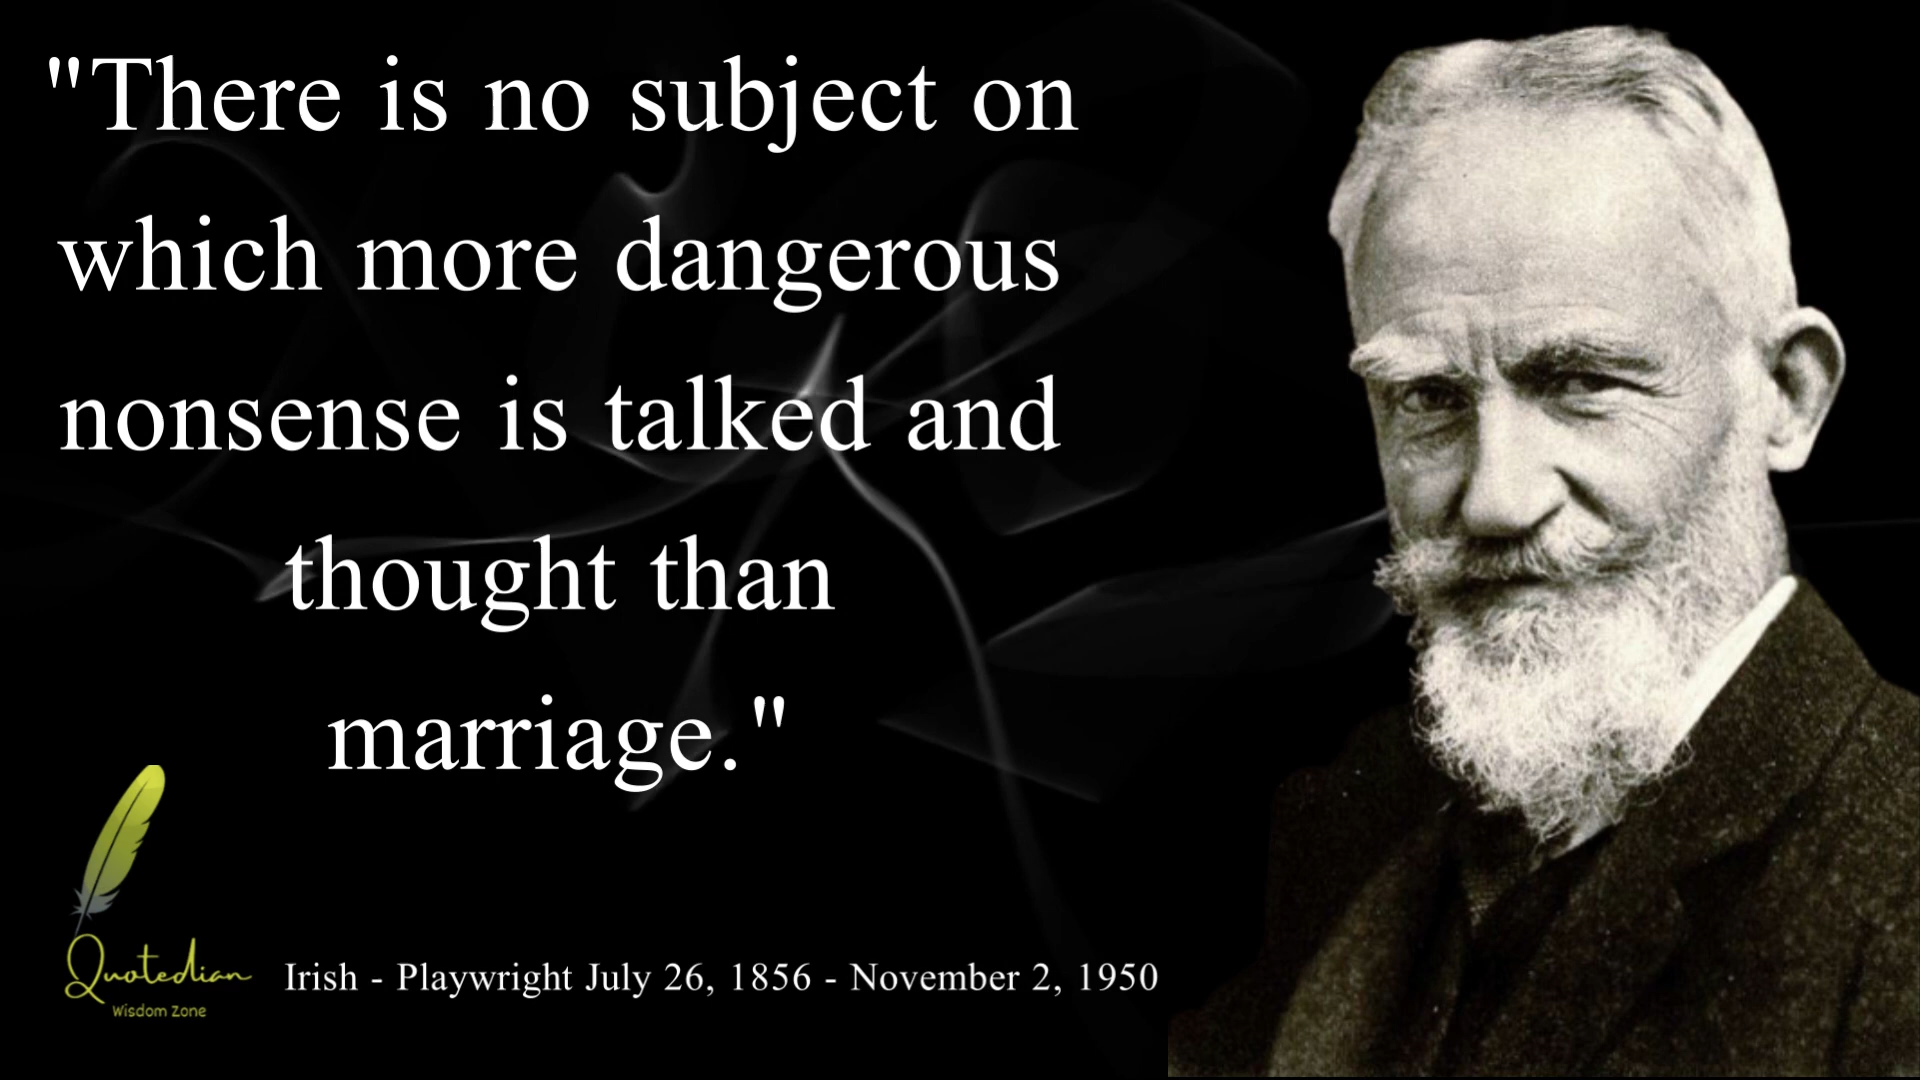 "There is no subject on
which more dangerous
nonsense is talked and
thought than
marriage."
Quotedian
Wisdom Zone
Irish - Playwright July 26, 1856 - November 2, 1950